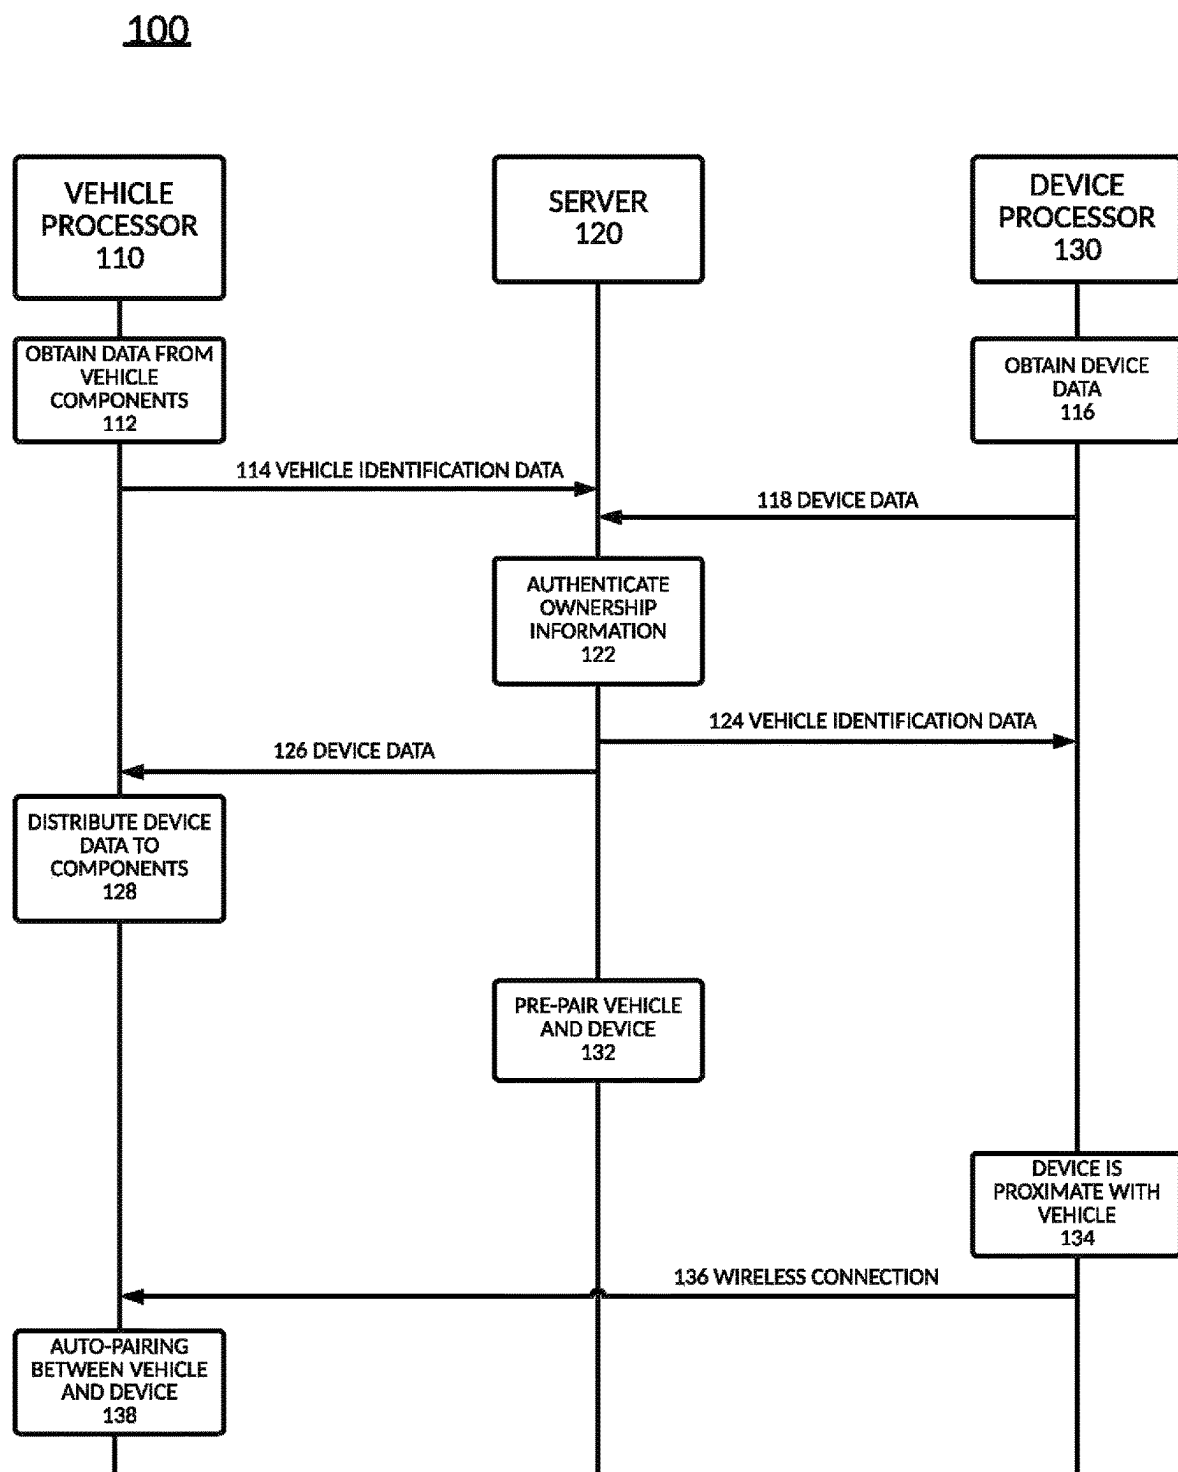 100
VEHICLE
PROCESSOR
110
SERVER
120
DEVICE
PROCESSOR
130
OBTAIN DATA FROM
VEHICLE
COMPONENTS
112
OBTAIN DEVICE
DATA
116
114 VEHICLE IDENTIFICATION DATA
118 DEVICE DATA
AUTHENTICATE
OWNERSHIP
INFORMATION
122
124 VEHICLE IDENTIFICATION DATA
126 DEVICE DATA
DISTRIBUTE DEVICE
DATA TO
COMPONENTS
128
PRE-PAIR VEHICLE
AND DEVICE
132
DEVICE IS
PROXIMATE WITH
VEHICLE
134
136 WIRELESS CONNECTION
AUTO-PAIRING
BETWEEN VEHICLE
AND DEVICE
138